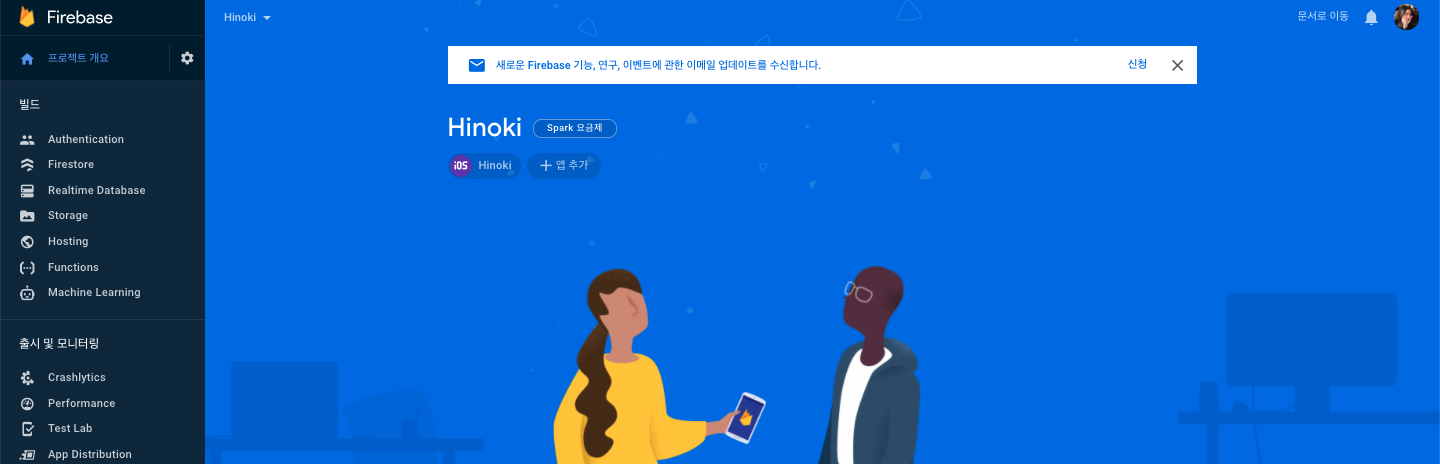 Firebase
프로젝트 개요
빌드
Authentication
Firestore
Realtime Database
Storage
Hosting
Functions
Machine Learning
출시 및 모니터링
Crashlytics
Performance
Test Lab
App Distribution
Hinoki
문서로 이동
새로운 Firebase 기능, 연구, 이벤트에 관한 이메일 업데이트를 수신합니다.
신청
Hinoki
Spark 요금제
iOS Hinoki
앱 추가